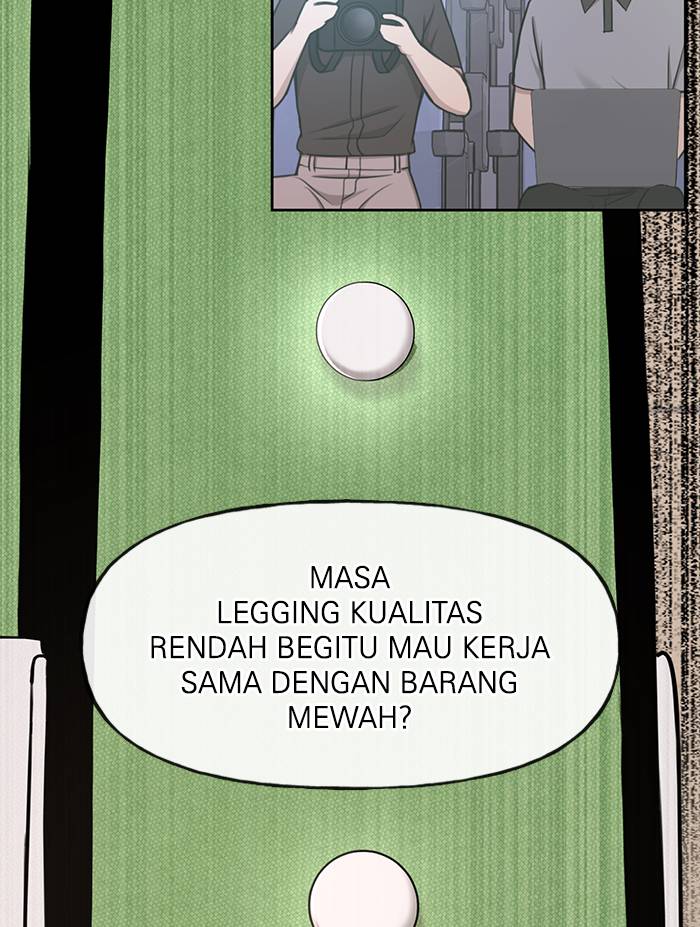 MASA
LEGGING KUALITAS
RENDAH BEGITU MAU KERJA
SAMA DENGAN BARANG
MEWAH?